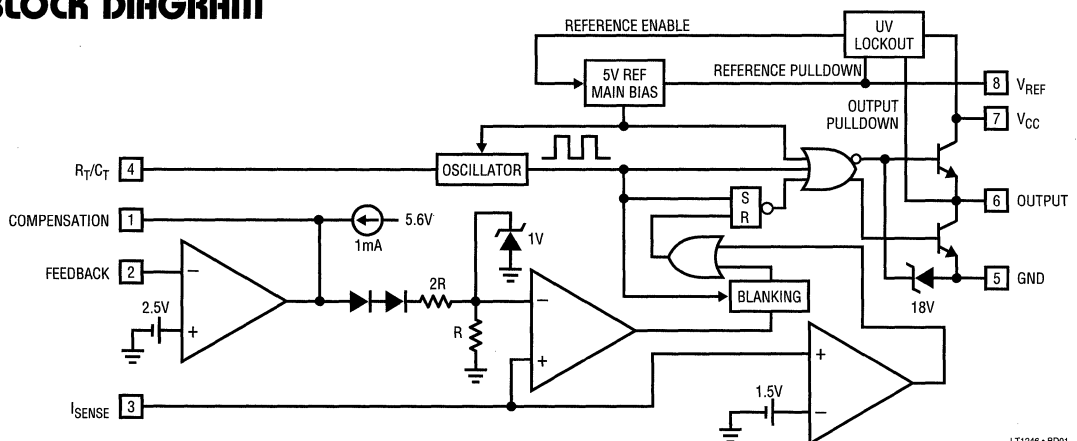 BLOCK DIAGRAM
REFERENCE ENABLE
UV
LOCKOUT
5V REF
MAIN BIAS
REFERENCE PULLDOWN
8 VREF
OUTPUT
PULLDOWN
7 VCC
RT/CT 4
OSCILLATOR
S
R
6 OUTPUT
COMPENSATION 1
1mA
5.6V
1V
FEEDBACK 2
−
2R
−
5 GND
BLANKING
18V
2.5V
+
R
+
+
1.5V
−
ISENSE 3
LT1246 • BD01